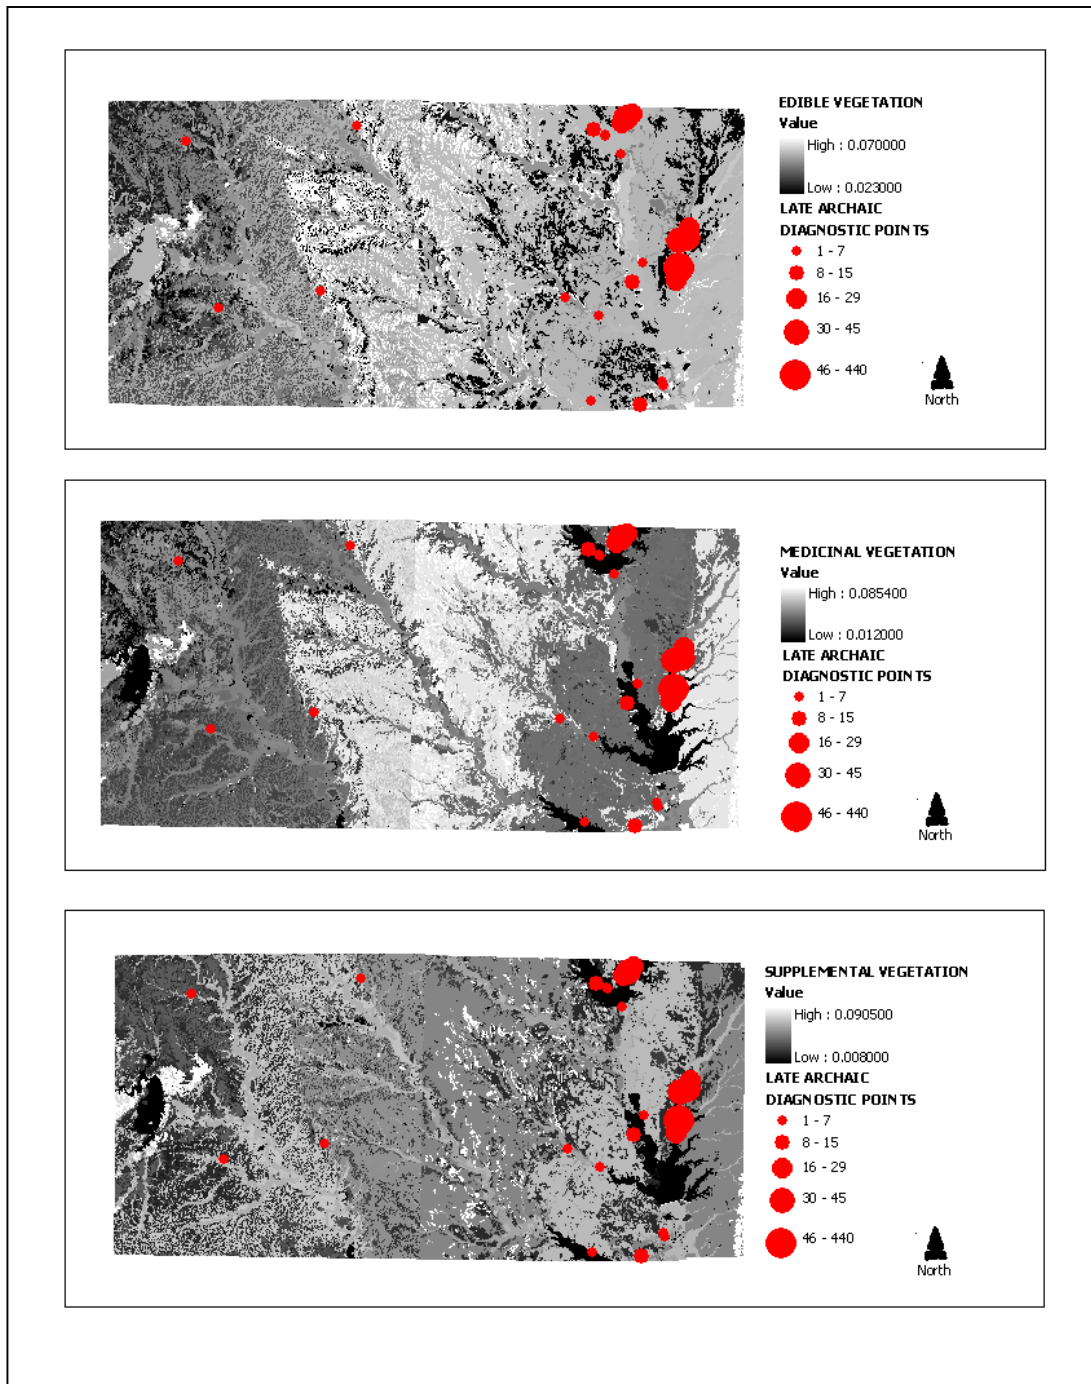 EDIBLE VEGETATION
Value
High : 0.070000
Low : 0.023000
LATE ARCHAIC
DIAGNOSTIC POINTS
1 - 7
8 - 15
16 - 29
30 - 45
46 - 440
North
MEDICINAL VEGETATION
Value
High : 0.085400
Low : 0.012000
LATE ARCHAIC
DIAGNOSTIC POINTS
1 - 7
8 - 15
16 - 29
30 - 45
46 - 440
North
SUPPLEMENTAL VEGETATION
Value
High : 0.090500
Low : 0.008000
LATE ARCHAIC
DIAGNOSTIC POINTS
1 - 7
8 - 15
16 - 29
30 - 45
46 - 440
North